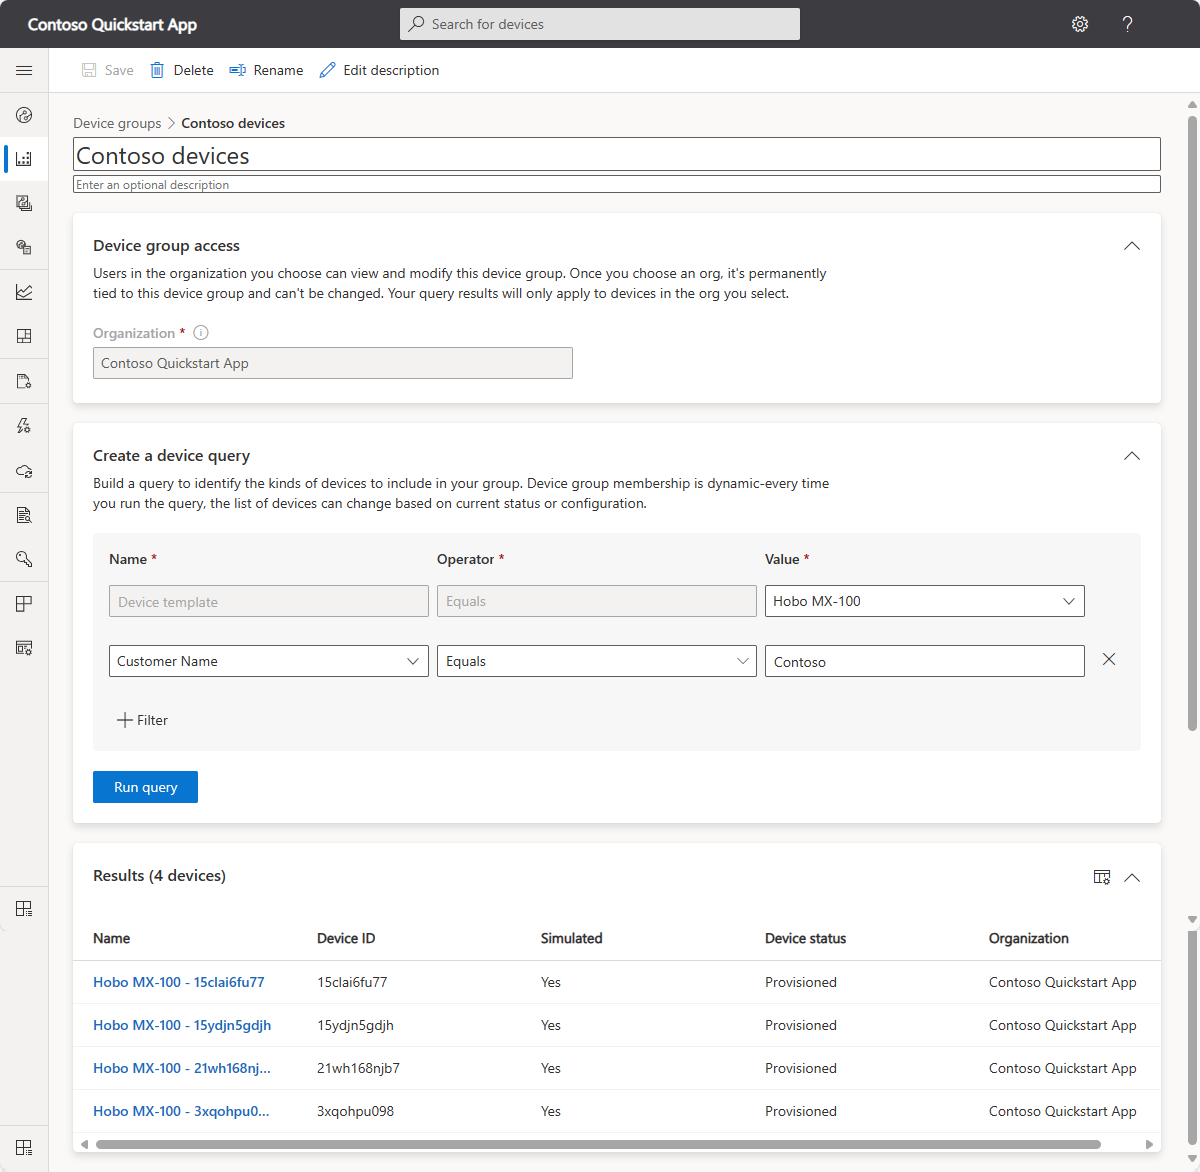 Contoso Quickstart App
Search for devices
?
Save
Delete
Rename
Edit description
Device groups > Contoso devices
Contoso devices
Enter an optional description
Device group access
Users in the organization you choose can view and modify this device group. Once you choose an org, it's permanently
tied to this device group and can't be changed. Your query results will only apply to devices in the org you select.
Organization *
Contoso Quickstart App
Create a device query
Build a query to identify the kinds of devices to include in your group. Device group membership is dynamic-every time
you run the query, the list of devices can change based on current status or configuration.
Name * Operator * Value *
Device template Equals Hobo MX-100
Customer Name Equals Contoso
Filter
Run query
Results (4 devices)
Name Device ID Simulated Device status Organization
Hobo MX-100 - 15clai6fu77 15clai6fu77 Yes Provisioned Contoso Quickstart App
Hobo MX-100 - 15ydjn5gdjh 15ydjn5gdjh Yes Provisioned Contoso Quickstart App
Hobo MX-100 - 21wh168nj... 21wh168njb7 Yes Provisioned Contoso Quickstart App
Hobo MX-100 - 3xqohpu0... 3xqohpu098 Yes Provisioned Contoso Quickstart App